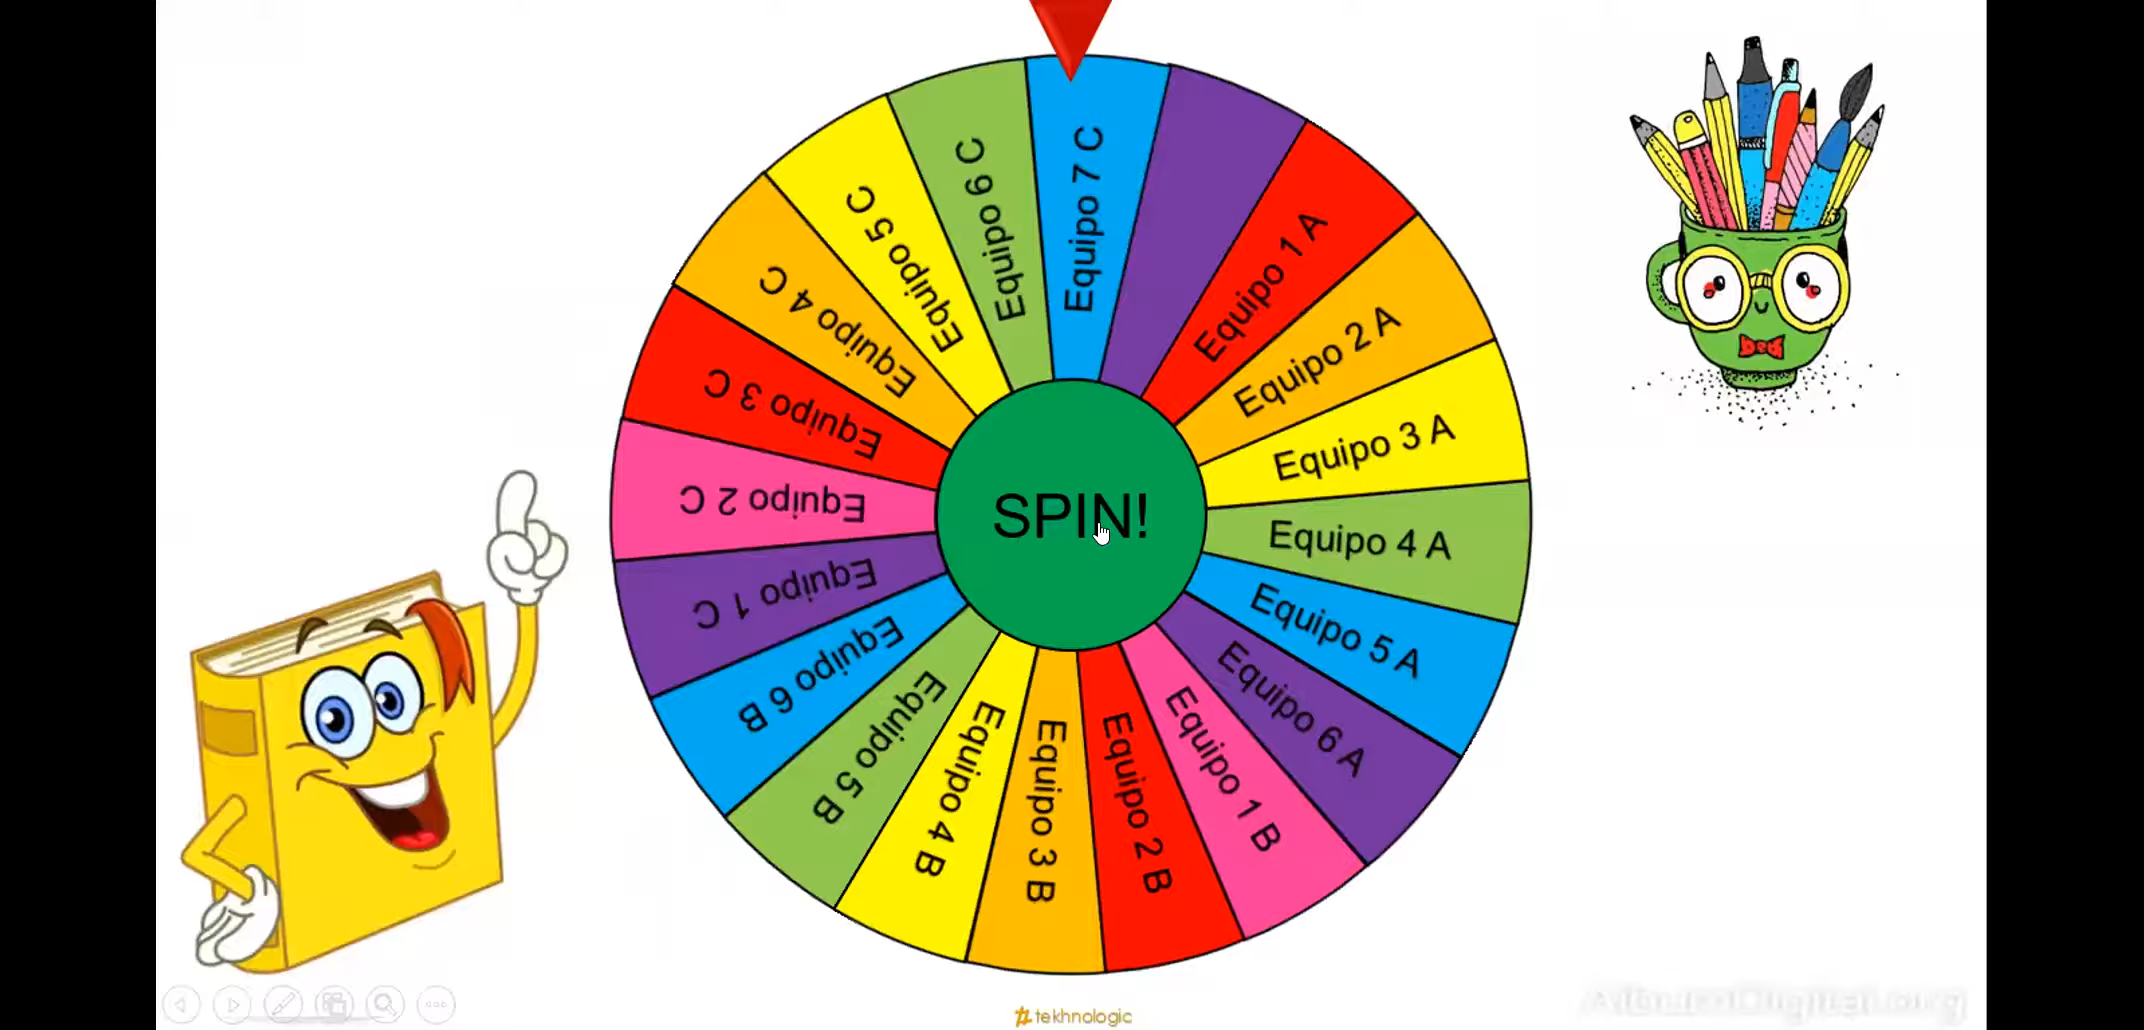 Equipo 7 C
Equipo 1 A
Equipo 2 A
Equipo 3 A
Equipo 4 A
Equipo 5 A
Equipo 6 A
Equipo 1 B
Equipo 2 B
Equipo 3 B
Equipo 4 B
Equipo 5 B
Equipo 6 B
Equipo 1 C
Equipo 2 C
Equipo 3 C
Equipo 4 C
Equipo 5 C
Equipo 6 C
SPIN!
tekhnologic